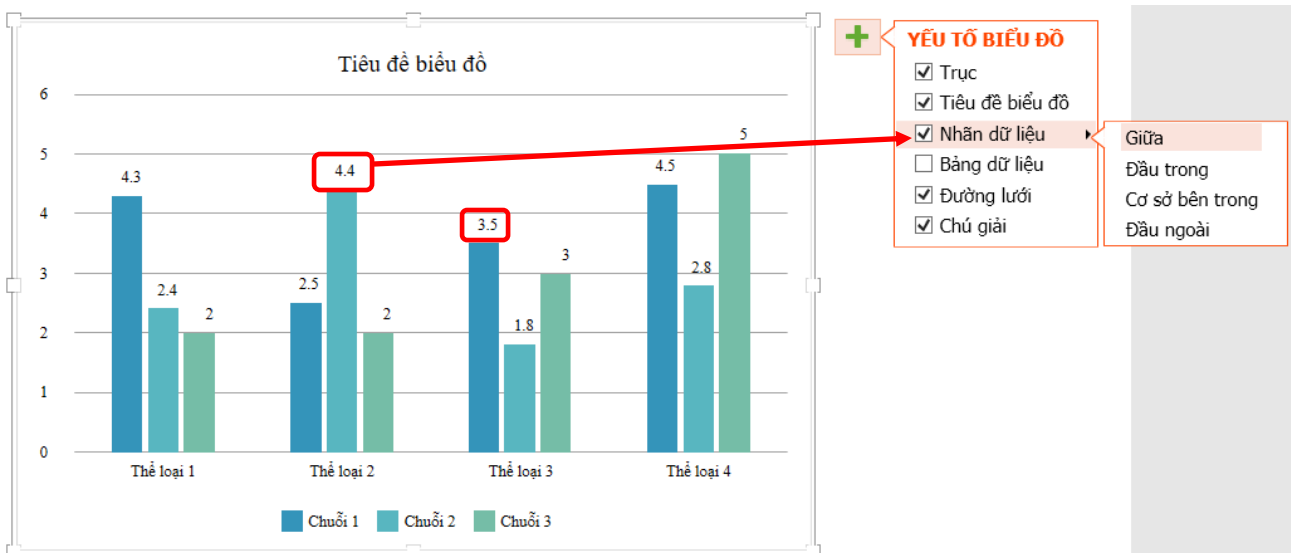 Tiêu đề biểu đồ
6
5
4
3
2
1
0
4.3
2.4
2
2.5
4.4
2
3.5
1.8
3
4.5
2.8
5
Thể loại 1
Thể loại 2
Thể loại 3
Thể loại 4
Chuỗi 1
Chuỗi 2
Chuỗi 3
YẾU TỐ BIỂU ĐỒ
Trục
Tiêu đề biểu đồ
Nhãn dữ liệu
Bảng dữ liệu
Đường lưới
Chú giải
Giữa
Đầu trong
Cơ sở bên trong
Đầu ngoài